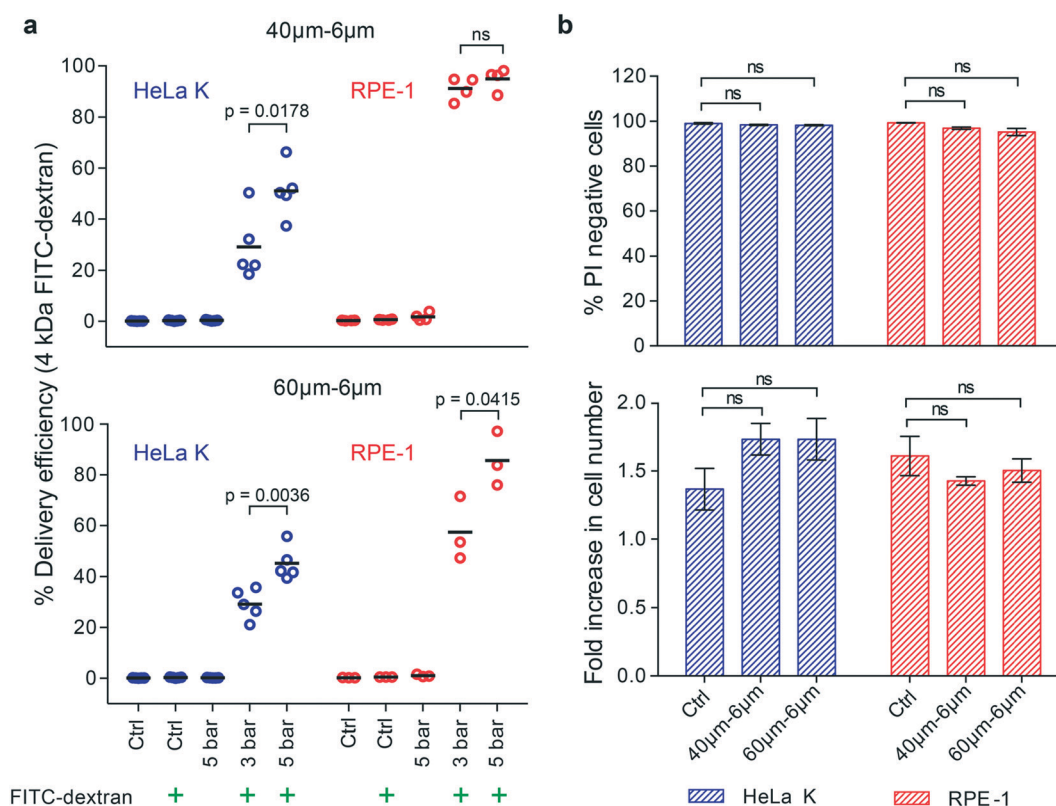 a
40μm-6μm
% Delivery efficiency (4 kDa FITC-dextran)
HeLa K
RPE-1
p = 0.0178
ns
100
80
60
40
20
0
60μm-6μm
HeLa K
RPE-1
p = 0.0036
p = 0.0415
100
80
60
40
20
0
Ctrl
Ctrl
5 bar
3 bar
5 bar
Ctrl
Ctrl
5 bar
3 bar
5 bar
FITC-dextran + + + + + +
b
% PI negative cells
120
100
80
60
40
20
0
ns
ns
ns
ns
Fold increase in cell number
2.0
1.5
1.0
0.5
0.0
ns
ns
ns
ns
Ctrl
40μm-6μm
60μm-6μm
Ctrl
40μm-6μm
60μm-6μm
HeLa K
RPE-1